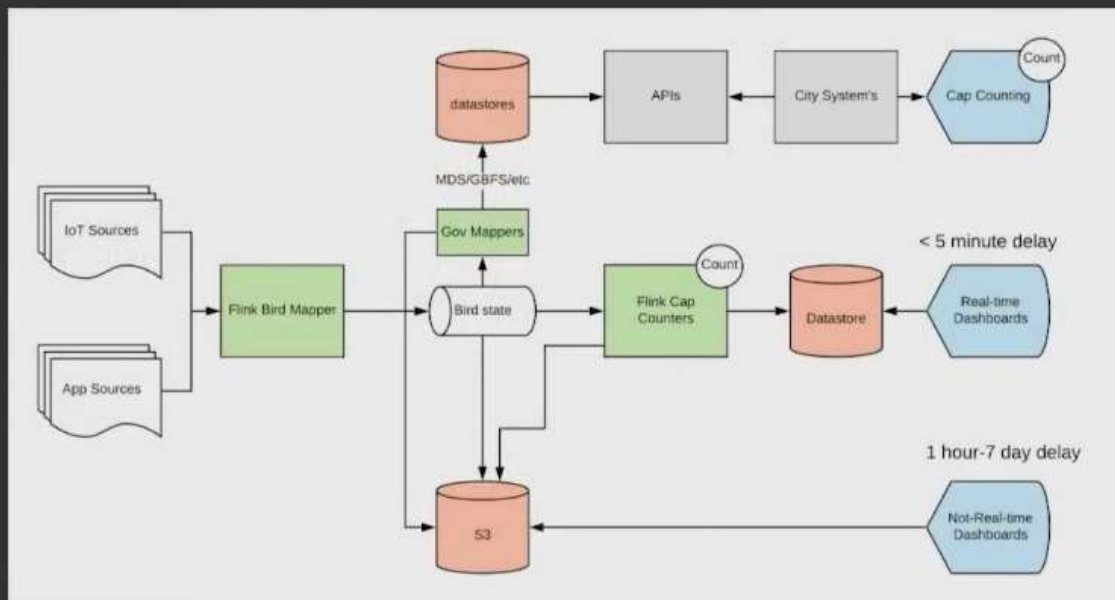 Count
datastores
APIs
City System's
Cap Counting
MDS/GBFS/etc
IoT Sources
Gov Mappers
< 5 minute delay
Count
Flink Bird Mapper
Bird state
Flink Cap
Counters
Datastore
Real-time
Dashboards
App Sources
1 hour-7 day delay
S3
Not-Real-time
Dashboards